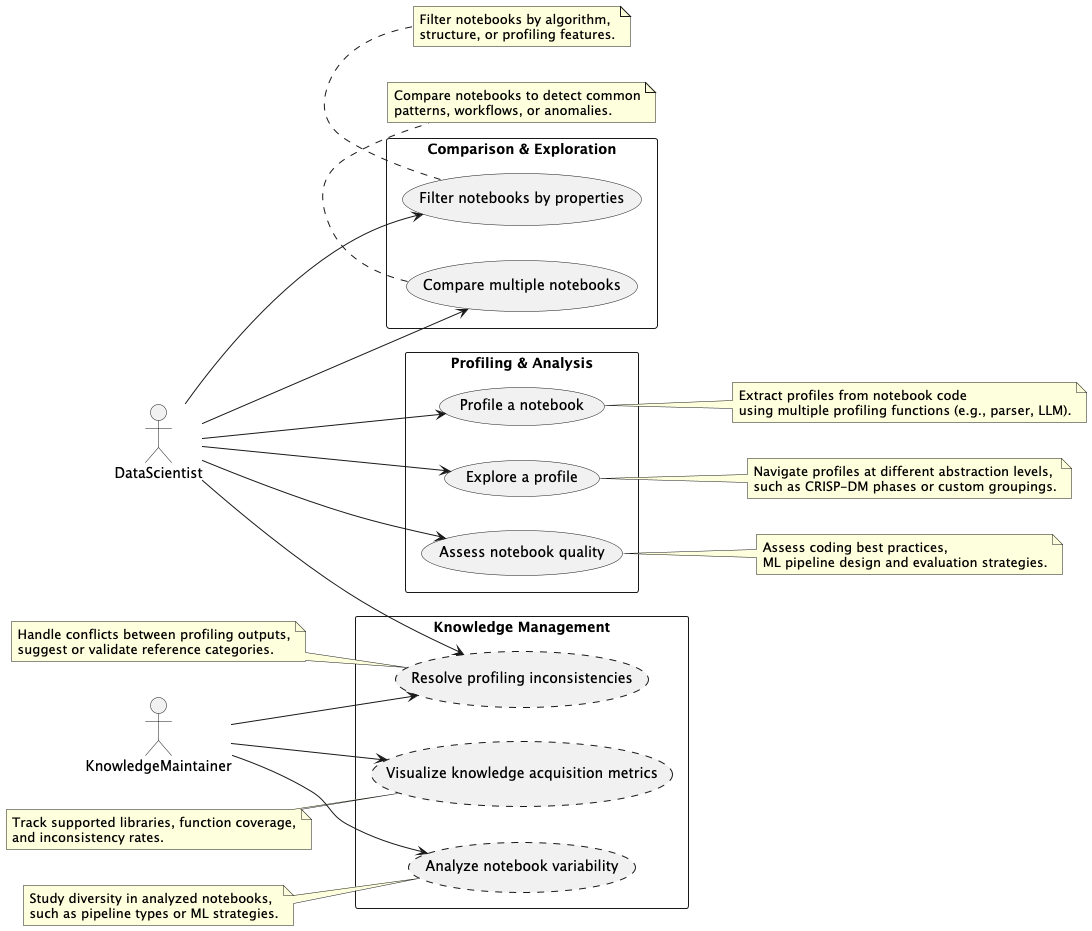 Filter notebooks by algorithm,
structure, or profiling features.
Compare notebooks to detect common
patterns, workflows, or anomalies.
Comparison & Exploration
Filter notebooks by properties
Compare multiple notebooks
Profiling & Analysis
Profile a notebook
Extract profiles from notebook code
using multiple profiling functions (e.g., parser, LLM).
DataScientist
Explore a profile
Navigate profiles at different abstraction levels,
such as CRISP-DM phases or custom groupings.
Assess notebook quality
Assess coding best practices,
ML pipeline design and evaluation strategies.
Knowledge Management
Handle conflicts between profiling outputs,
suggest or validate reference categories.
Resolve profiling inconsistencies
KnowledgeMaintainer
Visualize knowledge acquisition metrics
Track supported libraries, function coverage,
and inconsistency rates.
Analyze notebook variability
Study diversity in analyzed notebooks,
such as pipeline types or ML strategies.